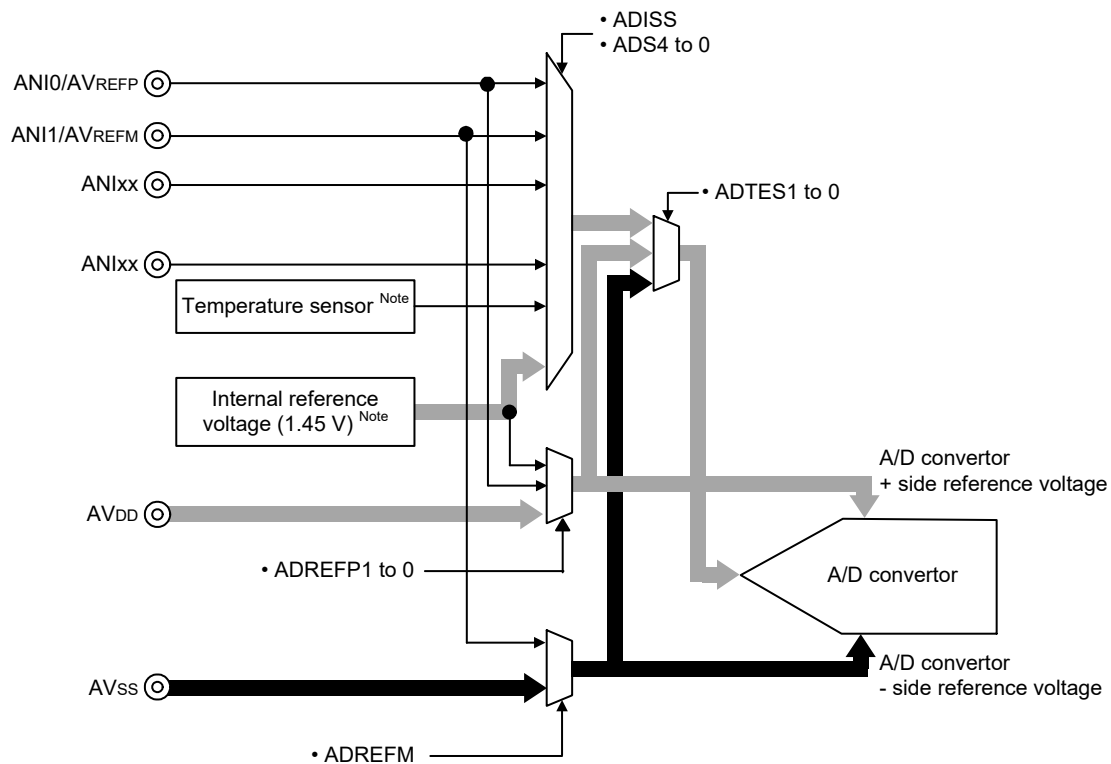 • ADISS
• ADS4 to 0
ANI0/AVREFP
ANI1/AVREFM
ANIxx
• ADTES1 to 0
ANIxx
Temperature sensor Note
Internal reference
voltage (1.45 V) Note
A/D convertor
+ side reference voltage
AVDD
• ADREFP1 to 0
A/D convertor
A/D convertor
- side reference voltage
AVSS
• ADREFM